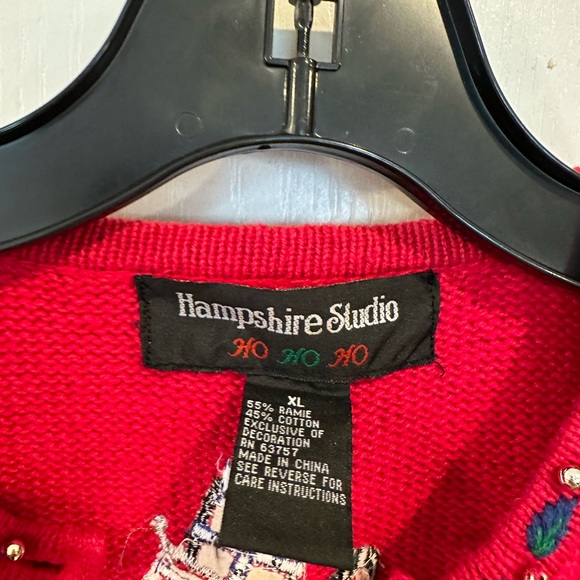 Hampshire Studio
HO HO HO
XL
55% RAMIE
45% COTTON
EXCLUSIVE OF
DECORATION
RN 63757
MADE IN CHINA
SEE REVERSE FOR
CARE INSTRUCTIONS